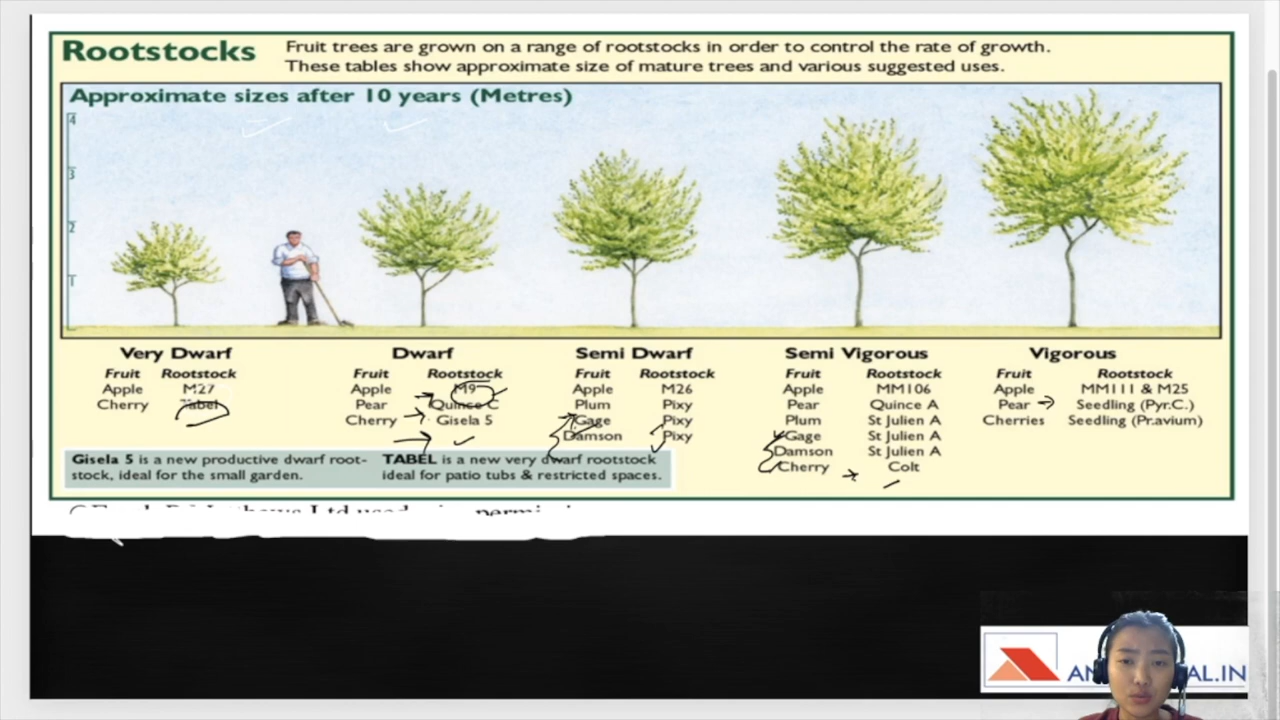 Rootstocks
Fruit trees are grown on a range of rootstocks in order to control the rate of growth.
These tables show approximate size of mature trees and various suggested uses.
Approximate sizes after 10 years (Metres)
4
3
2
1
Very Dwarf
Fruit Rootstock
Apple M27
Cherry Tabel
Dwarf
Fruit Rootstock
Apple M9
Pear Quince C
Cherry Gisela 5
Semi Dwarf
Fruit Rootstock
Apple M26
Plum Pixy
Gage Pixy
Damson Pixy
Semi Vigorous
Fruit Rootstock
Apple MM106
Pear Quince A
Plum St Julien A
Gage St Julien A
Damson St Julien A
Cherry Colt
Vigorous
Fruit Rootstock
Apple MM111 & M25
Pear Seedling (Pyr.C.)
Cherries Seedling (Pr.avium)
Gisela 5 is a new productive dwarf root-
stock, ideal for the small garden.
TABEL is a new very dwarf rootstock
ideal for patio tubs & restricted spaces.
AL.IN